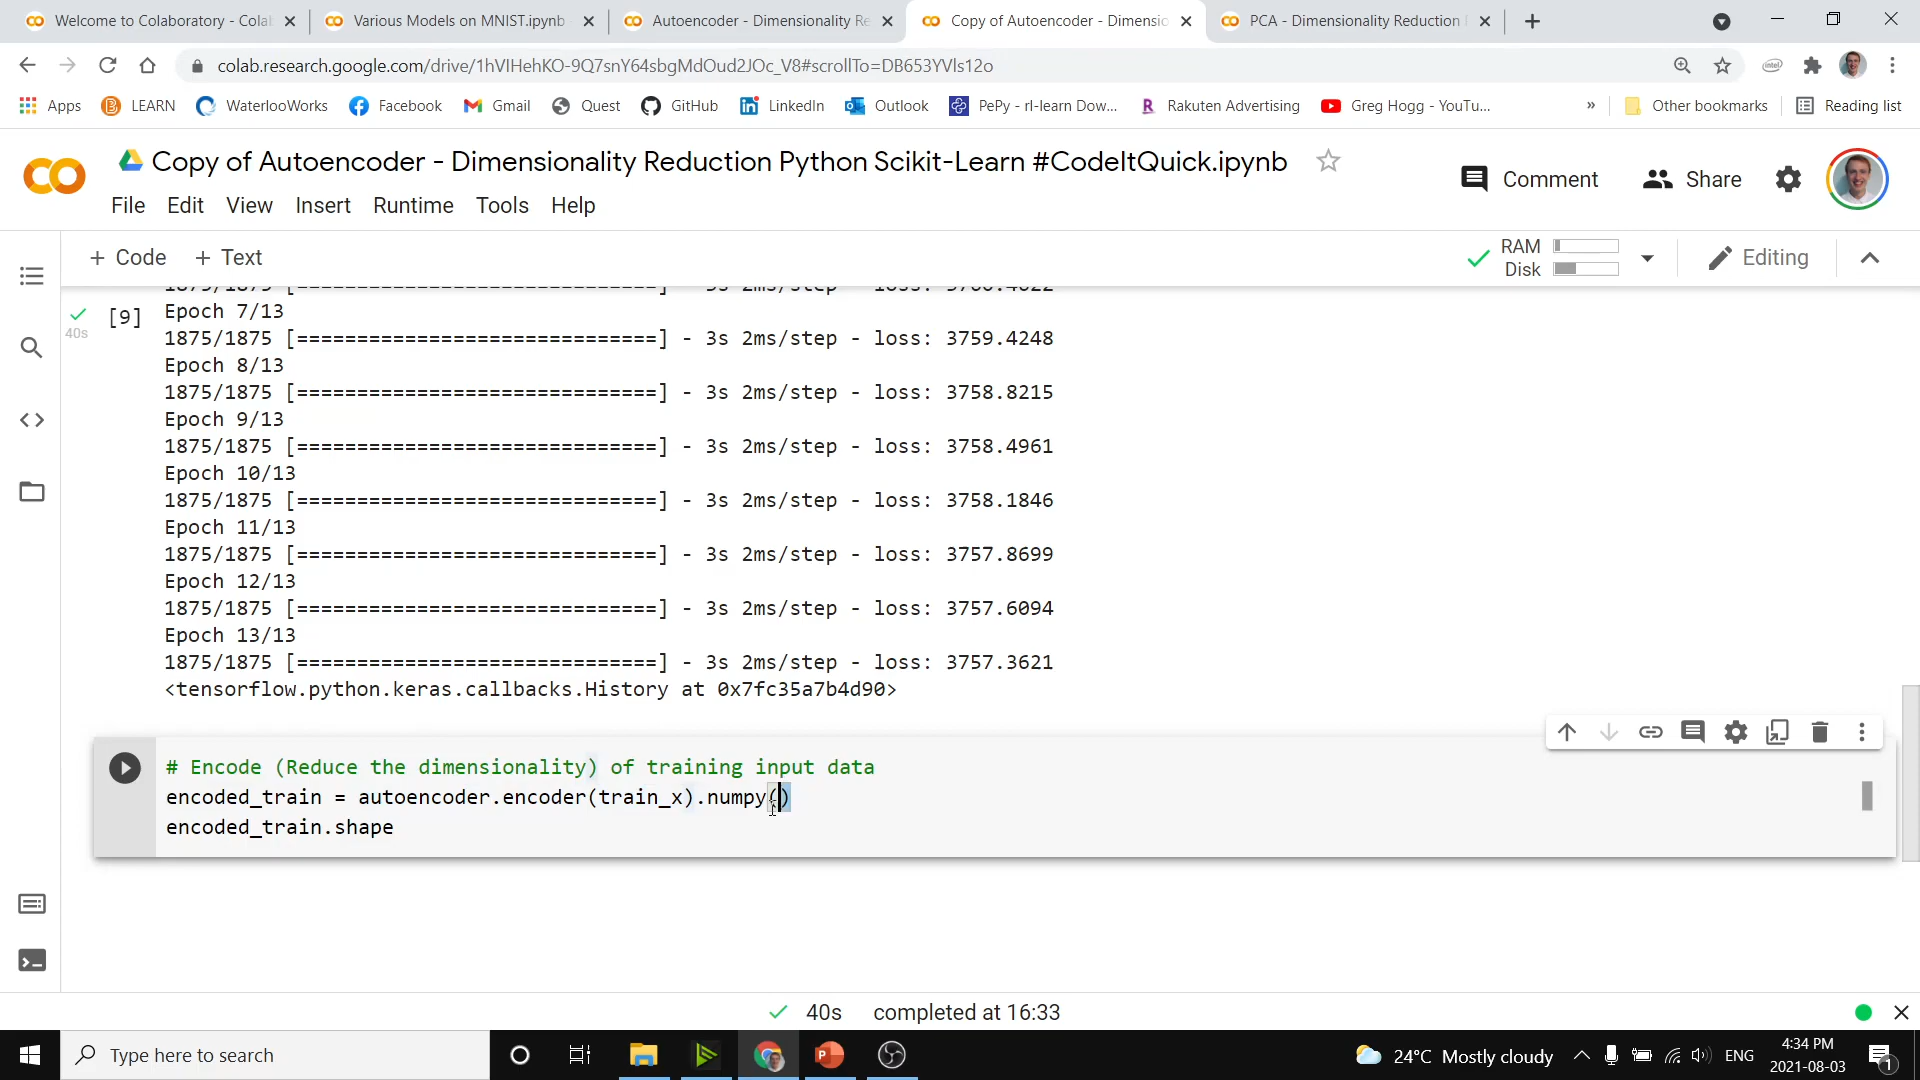 Welcome to Colaboratory - Cola
Various Models on MNIST.ipynb
Autoencoder - Dimensionality Re
Copy of Autoencoder - Dimensio
PCA - Dimensionality Reduction
colab.research.google.com/drive/1hVIHehKO-9Q7snY64sbgMdOud2JOc_V8#scrollTo=DB653YVls12o
Apps
LEARN
WaterlooWorks
Facebook
Gmail
Quest
GitHub
LinkedIn
Outlook
PePy - rl-learn Dow...
Rakuten Advertising
Greg Hogg - YouTu...
»
Other bookmarks
Reading list
Copy of Autoencoder - Dimensionality Reduction Python Scikit-Learn #CodeItQuick.ipynb
Comment
Share
File Edit View Insert Runtime Tools Help
+ Code + Text
RAM
Disk
Editing
[9]
40s
Epoch 7/13
1875/1875 [==============================] - 3s 2ms/step - loss: 3759.4248
Epoch 8/13
1875/1875 [==============================] - 3s 2ms/step - loss: 3758.8215
Epoch 9/13
1875/1875 [==============================] - 3s 2ms/step - loss: 3758.4961
Epoch 10/13
1875/1875 [==============================] - 3s 2ms/step - loss: 3758.1846
Epoch 11/13
1875/1875 [==============================] - 3s 2ms/step - loss: 3757.8699
Epoch 12/13
1875/1875 [==============================] - 3s 2ms/step - loss: 3757.6094
Epoch 13/13
1875/1875 [==============================] - 3s 2ms/step - loss: 3757.3621
<tensorflow.python.keras.callbacks.History at 0x7fc35a7b4d90>
# Encode (Reduce the dimensionality) of training input data
encoded_train = autoencoder.encoder(train_x).numpy()
encoded_train.shape
40s completed at 16:33
Type here to search
24°C Mostly cloudy
ENG
4:34 PM
2021-08-03
1